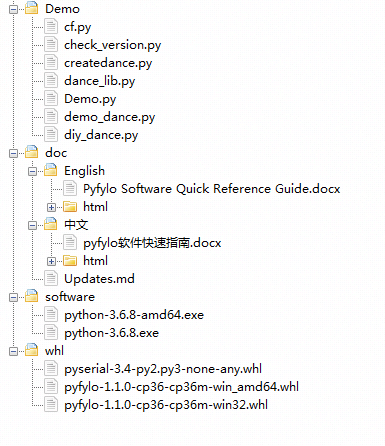 Demo
cf.py
check_version.py
createdance.py
dance_lib.py
Demo.py
demo_dance.py
diy_dance.py
doc
English
Pyfylo Software Quick Reference Guide.docx
html
中文
pyfylo软件快速指南.docx
html
Updates.md
software
python-3.6.8-amd64.exe
python-3.6.8.exe
whl
pyserial-3.4-py2.py3-none-any.whl
pyfylo-1.1.0-cp36-cp36m-win_amd64.whl
pyfylo-1.1.0-cp36-cp36m-win32.whl